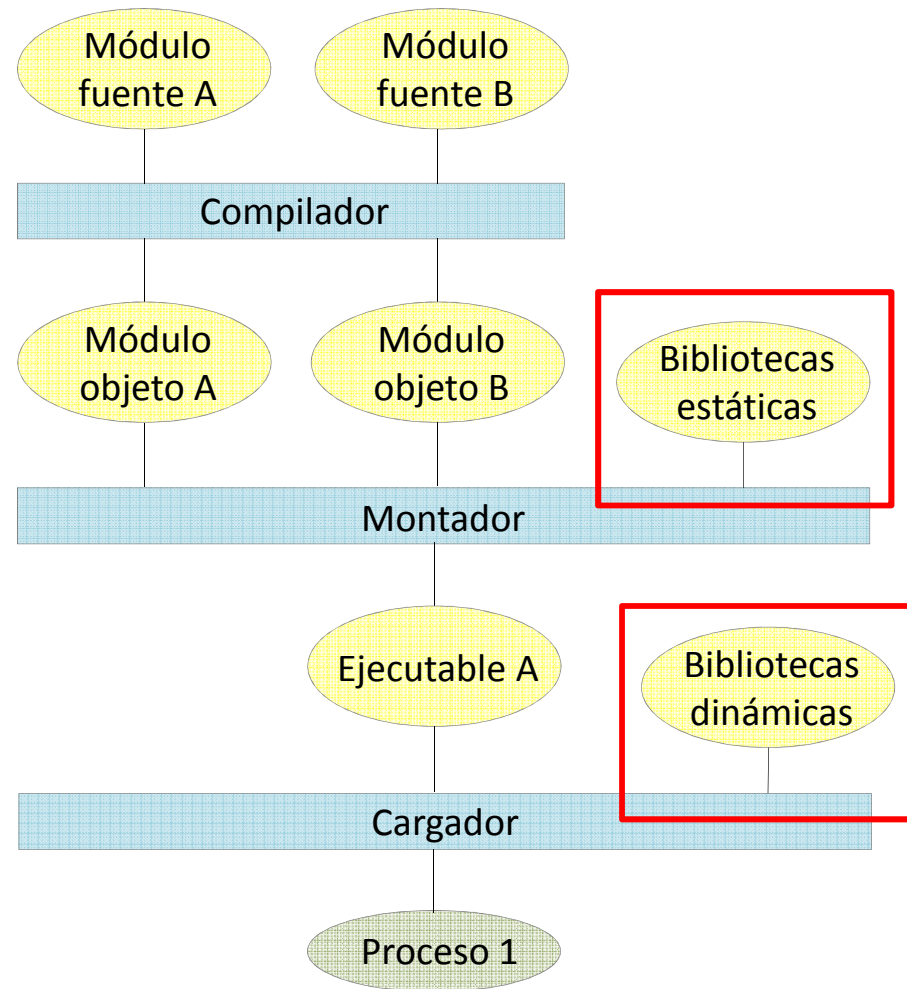 Módulo
fuente A
Módulo
fuente B
Compilador
Módulo
objeto A
Módulo
objeto B
Bibliotecas
estáticas
Montador
Ejecutable A
Bibliotecas
dinámicas
Cargador
Proceso 1